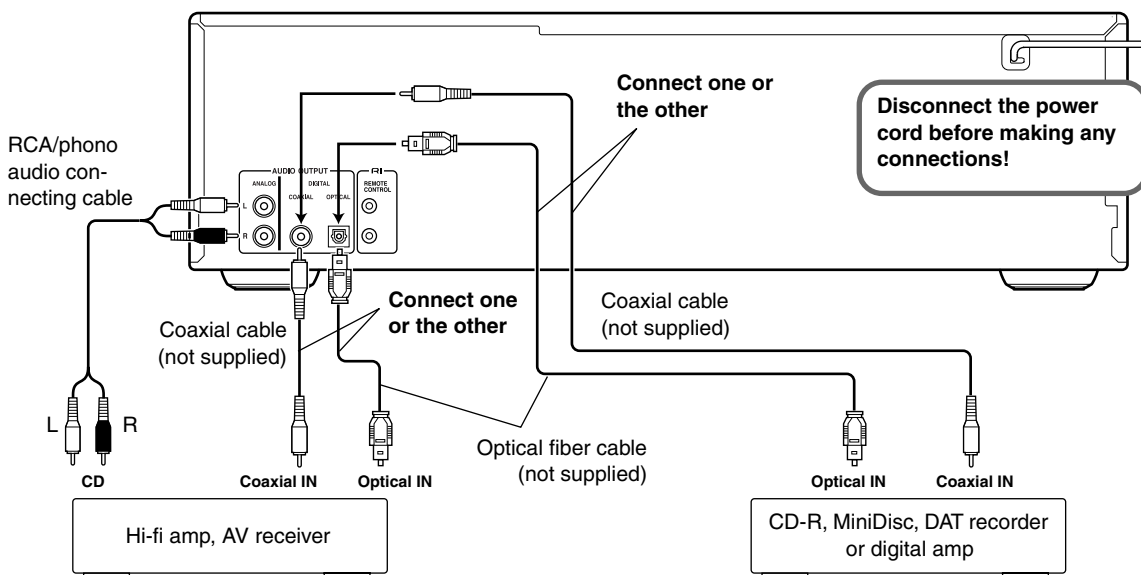 Connect one or
the other
Disconnect the power
cord before making any
connections!
RCA/phono
audio con-
necting cable
AUDIO OUTPUT
RI
ANALOG
DIGITAL
REMOTE
CONTROL
COAXIAL
OPTICAL
L
R
Connect one
or the other
Coaxial cable
(not supplied)
Coaxial cable
(not supplied)
L
R
Optical fiber cable
(not supplied)
CD
Coaxial IN
Optical IN
Optical IN
Coaxial IN
Hi-fi amp, AV receiver
CD-R, MiniDisc, DAT recorder
or digital amp